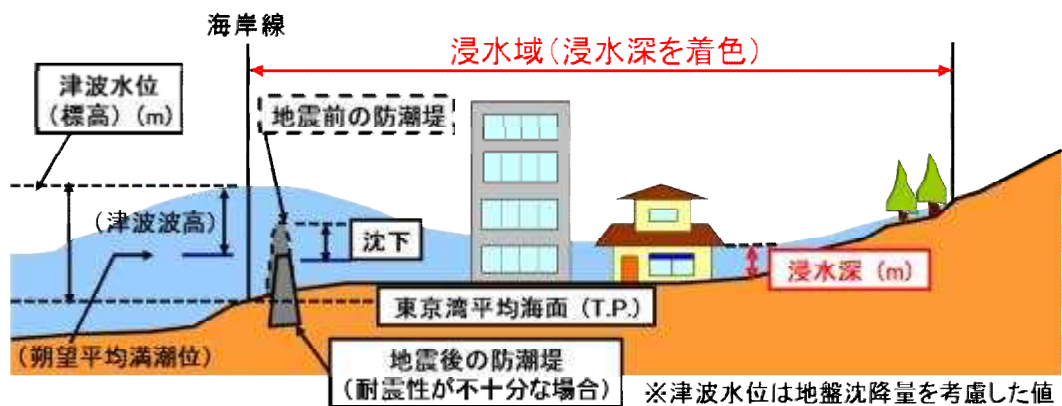 海岸線
浸水域（浸水深を着色）
津波水位
（標高）（m）
地震前の防潮堤
（津波波高）
沈下
浸水深（m）
東京湾平均海面（T.P.）
（朔望平均満潮位）
地震後の防潮堤
（耐震性が不十分な場合）
※津波水位は地盤沈降量を考慮した値